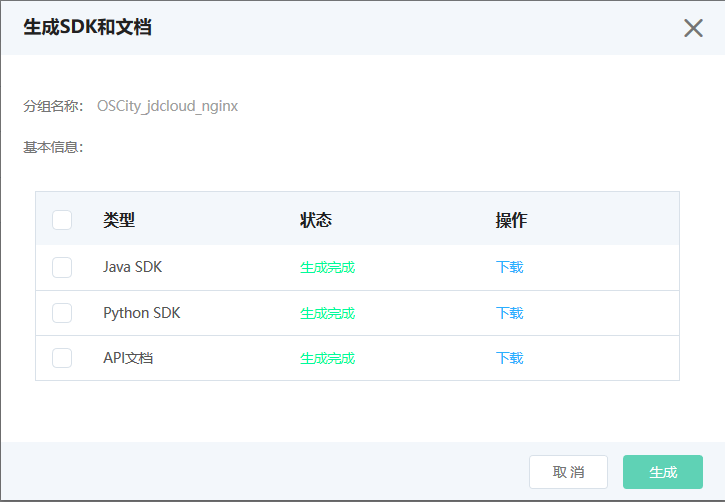 生成SDK和文档
分组名称： OSCity_jdcloud_nginx
基本信息：
类型 状态 操作
Java SDK 生成完成 下载
Python SDK 生成完成 下载
API文档 生成完成 下载
取消 生成